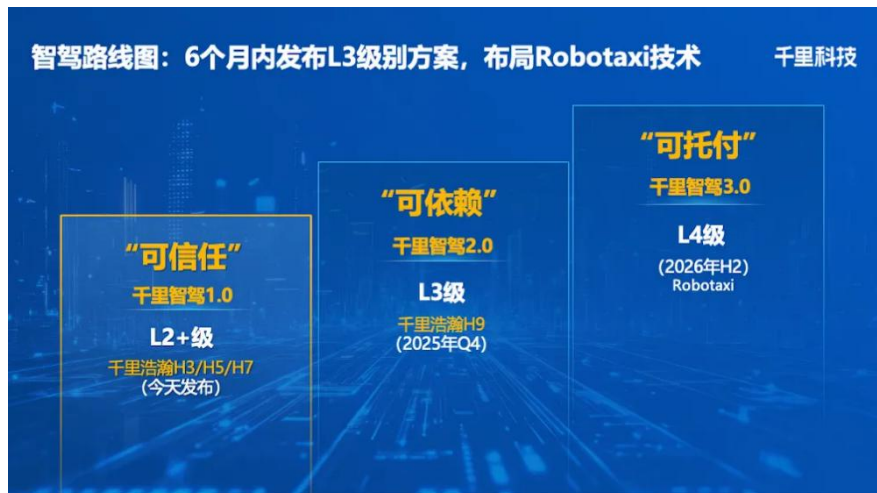 智驾路线图：6个月内发布L3级别方案，布局Robotaxi技术
千里科技
“可信任”
千里智驾1.0
L2+级
千里浩瀚H3/H5/H7
(今天发布)
“可依赖”
千里智驾2.0
L3级
千里浩瀚H9
(2025年Q4)
“可托付”
千里智驾3.0
L4级
(2026年H2)
Robotaxi